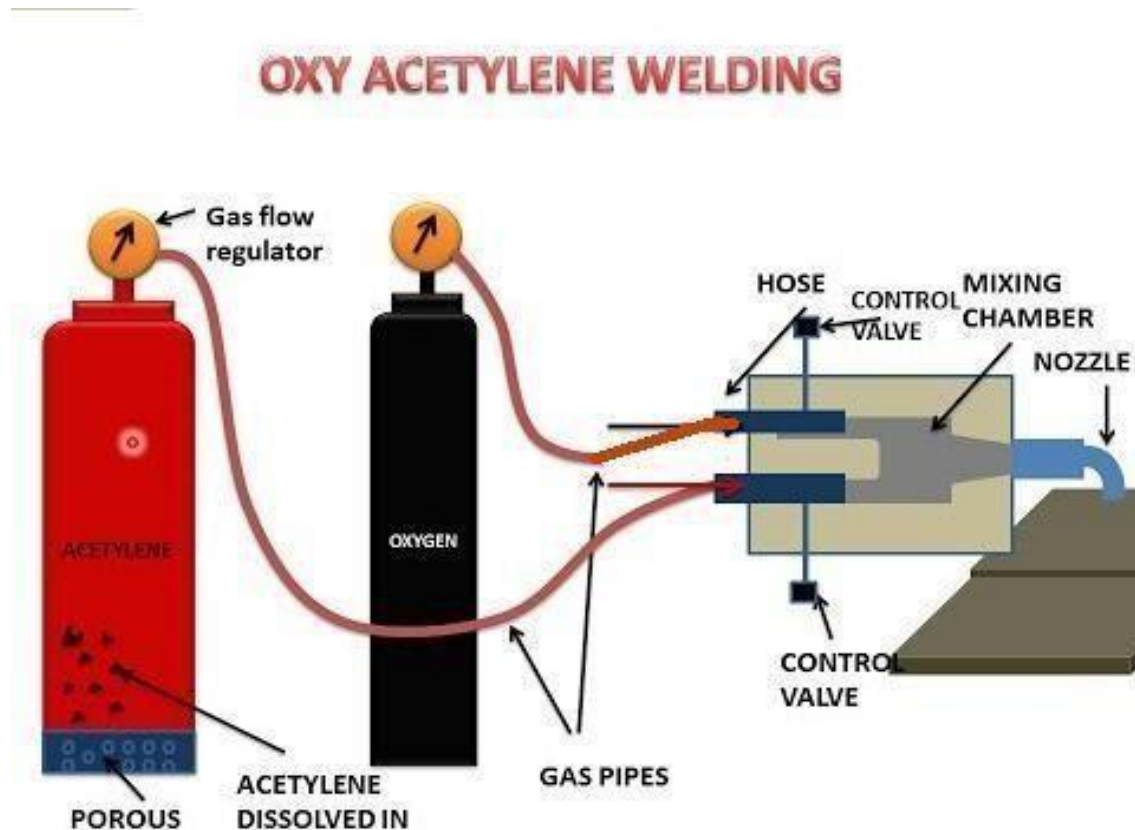 OXY ACETYLENE WELDING
Gas flow
regulator
HOSE
CONTROL
VALVE
MIXING
CHAMBER
NOZZLE
ACETYLENE
OXYGEN
CONTROL
VALVE
GAS PIPES
ACETYLENE
DISSOLVED IN
POROUS